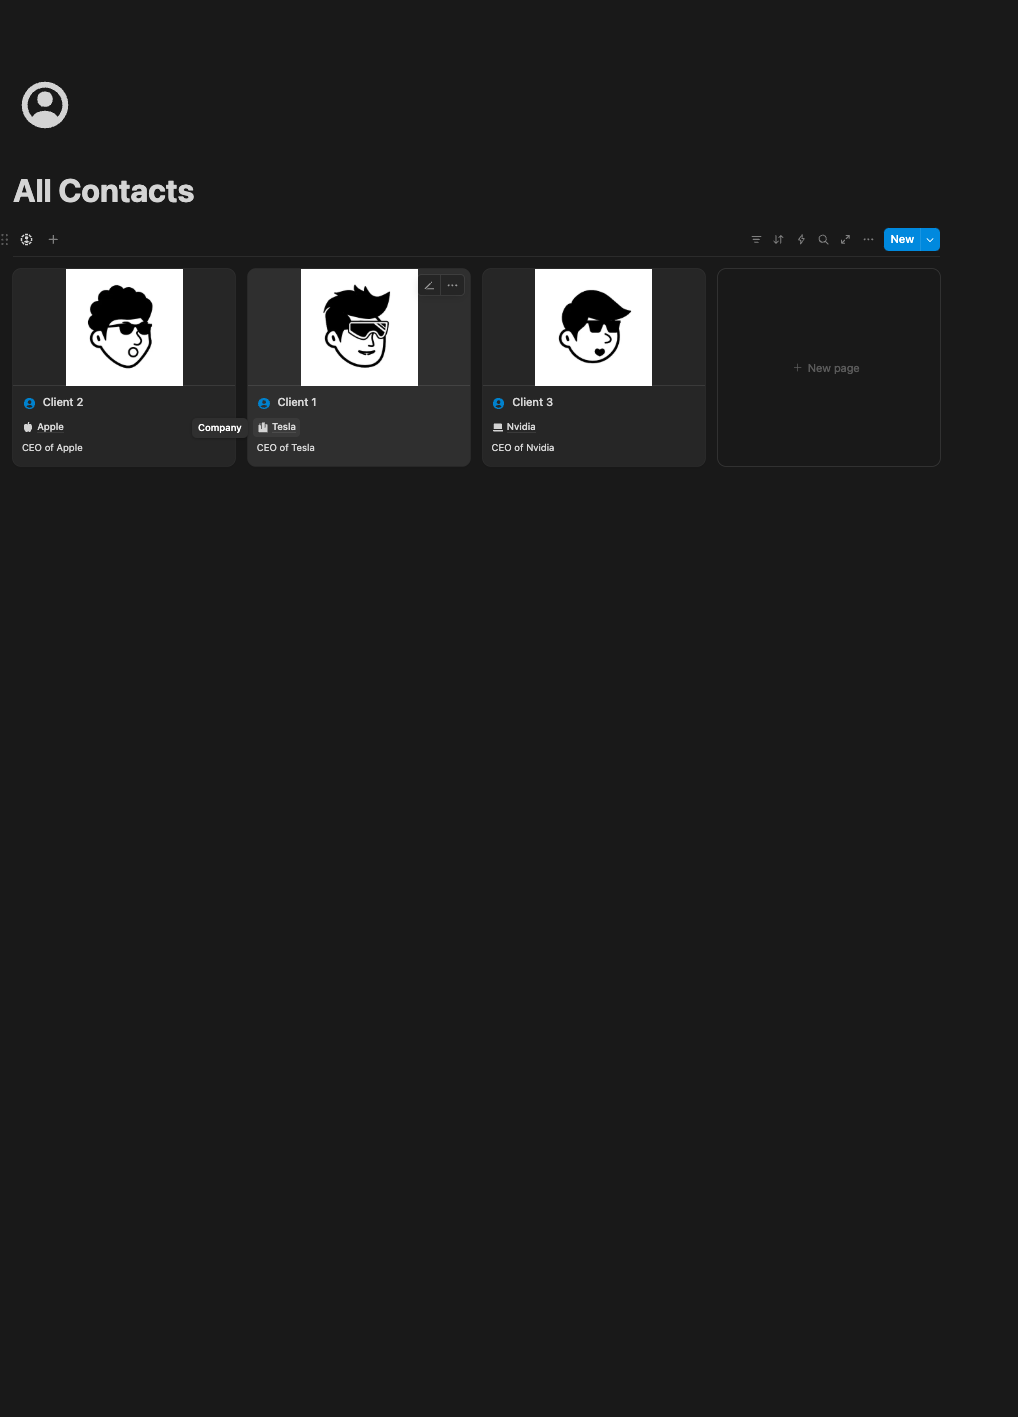 All Contacts
New
Client 2
Apple
CEO of Apple
Company
Client 1
Tesla
CEO of Tesla
Client 3
Nvidia
CEO of Nvidia
New page